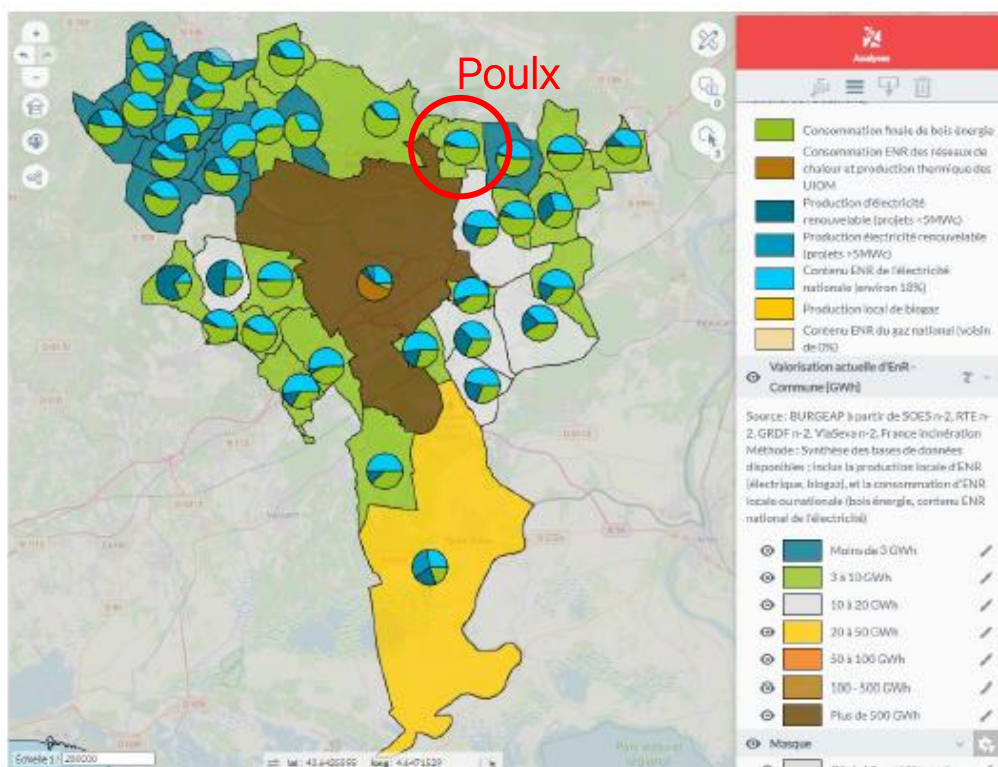 Poulx
Analyses
Consommation finale de bois énergie
Consommation ENR des réseaux de
chaleur et production thermique des
UIOM
Production d'électricité
renouvelable (projets <5MWc)
Production électricité renouvelable
(projets >5MWc)
Contenu ENR de l'électricité
nationale (environ 18%)
Production local de biogaz
Contenu ENR du gaz national (voisin
de 0%)
Valorisation actuelle d'EnR -
Commune [GWh]
Source : BURGEAP à partir de SOES n-2, RTE n-
2, GRDF n-2, ViaSeva n-2, France incinération
Méthode : Synthèse des bases de données
disponibles ; inclus la production locale d'ENR
(électrique, biogaz), et la consommation d'ENR
locale ou nationale (bois énergie, contenu ENR
national de l'électricité)
Moins de 3 GWh
3 à 10 GWh
10 à 20 GWh
20 à 50 GWh
50 à 100 GWh
100 - 500 GWh
Plus de 500 GWh
Masque
Echelle 1 / 280000